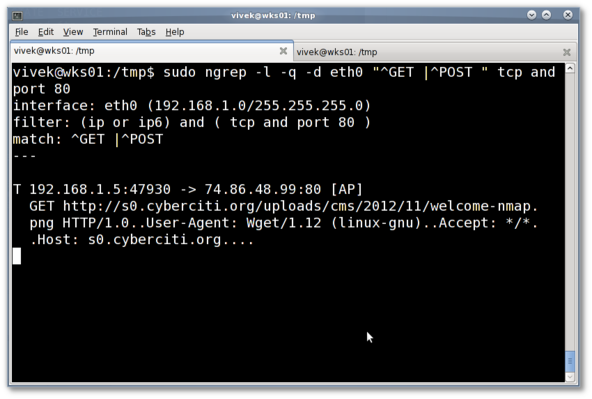 vivek@wks01: /tmp
File Edit View Terminal Tabs Help
vivek@wks01: /tmp vivek@wks01: /tmp
vivek@wks01:/tmp$ sudo ngrep -l -q -d eth0 "^GET |^POST " tcp and
port 80
interface: eth0 (192.168.1.0/255.255.255.0)
filter: (ip or ip6) and ( tcp and port 80 )
match: ^GET |^POST
---
T 192.168.1.5:47930 -> 74.86.48.99:80 [AP]
GET http://s0.cyberciti.org/uploads/cms/2012/11/welcome-nmap.
png HTTP/1.0..User-Agent: Wget/1.12 (linux-gnu)..Accept: */*.
.Host: s0.cyberciti.org....